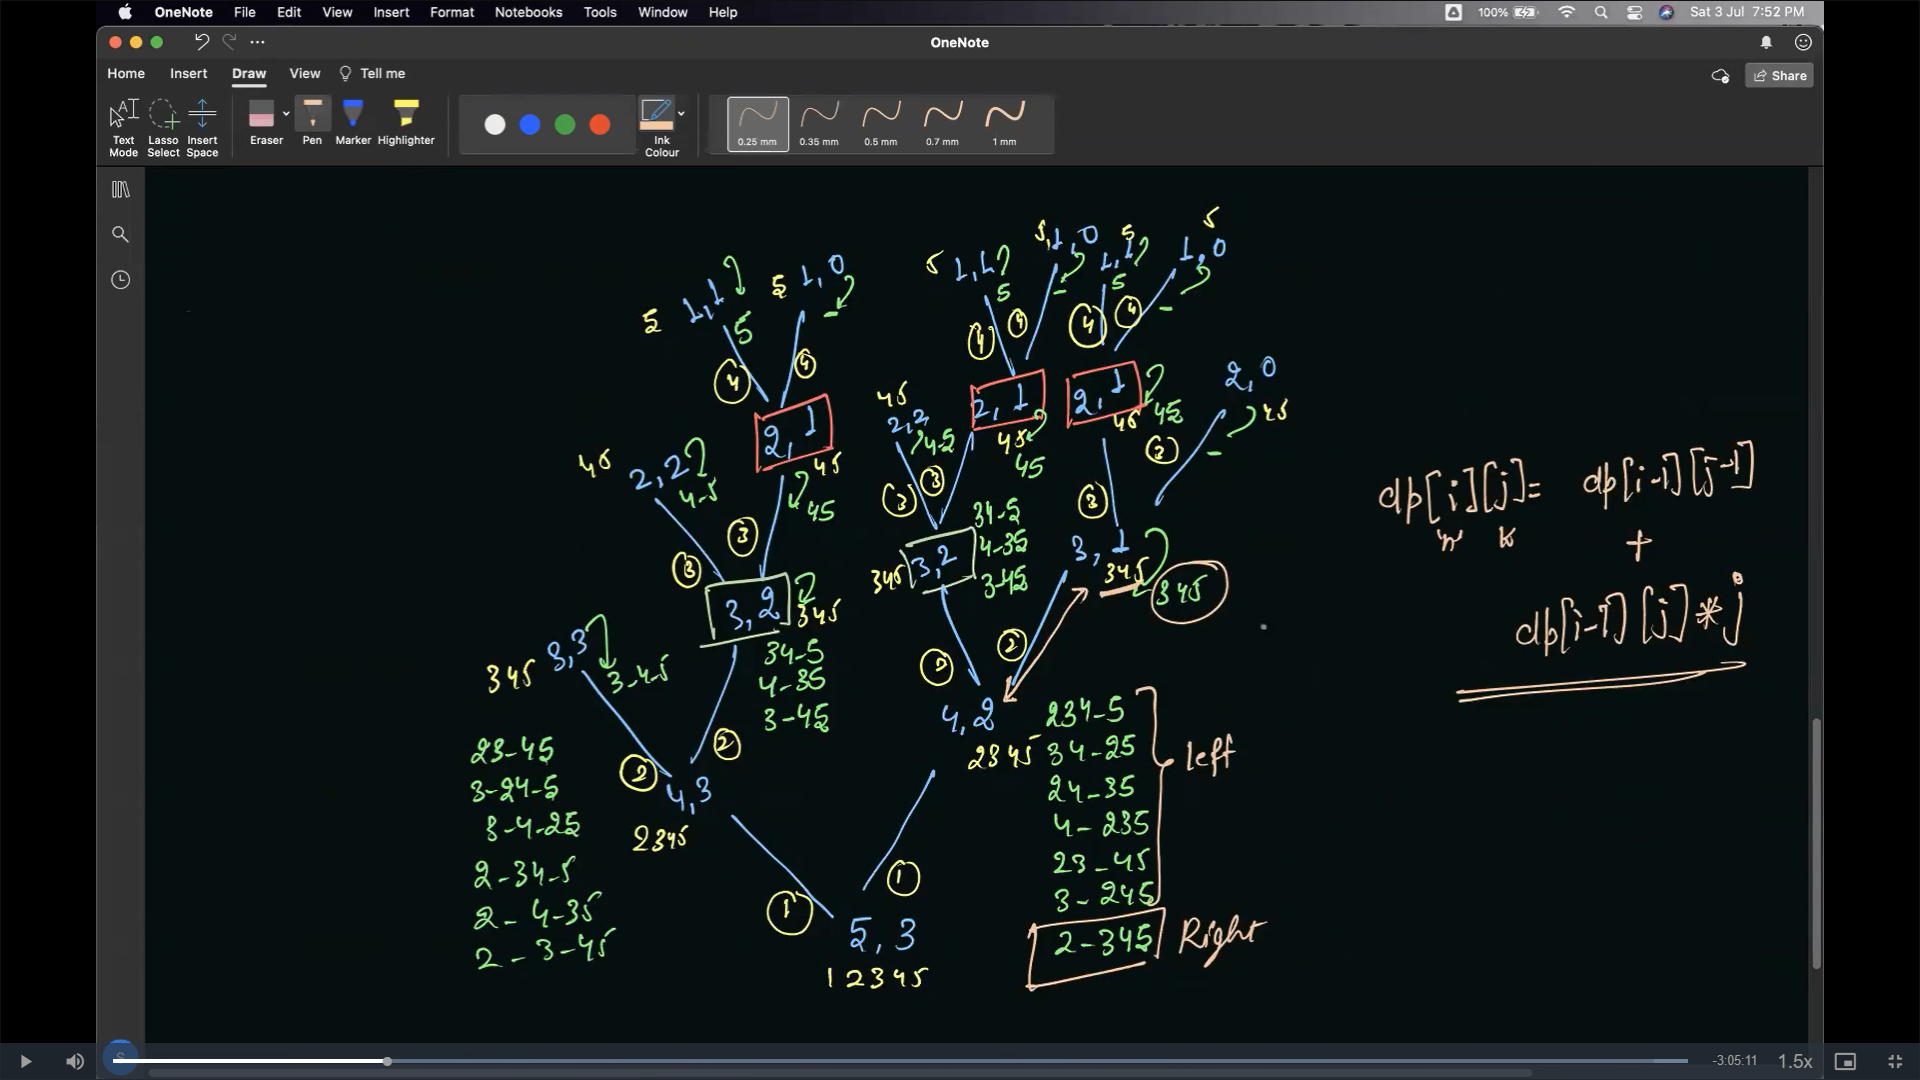 OneNote File Edit View Insert Format Notebooks Tools Window Help
100% Sat 3 Jul 7:52 PM
OneNote
Home Insert Draw View Tell me
Share
Text Mode
Lasso Select
Insert Space
Eraser
Pen
Marker
Highlighter
Ink Colour
0.25 mm
0.35 mm
0.5 mm
0.7 mm
1 mm
5 1,1 5
5 1,0 -
5 1,1 5
5 1,0 -
5 1,1 5
5 1,0 -
4 4
4 4
4 4
2,1 45 45
2,1 45 45
2,1 45 45
2,0 45 -
45 2,2 4-5
45 2,2 4-5
3 3
3 3
3 3
3,2 345
34-5
4-35
3-45
345 3,2
34-5
4-35
3-45
3,1 345 345
345 3,3 3-4-5
dp[i][j] = dp[i-1][j-1]
n k +
dp[i-1][j] * j
2 2
2 2
4,3
2345
23-45
3-24-5
3-4-25
2-34-5
2-4-35
2-3-45
4,2
2345
234-5
34-25
24-35
4-235
23-45
3-245
left
2-345 Right
1 1
5,3
12345
-3:05:11 1.5x